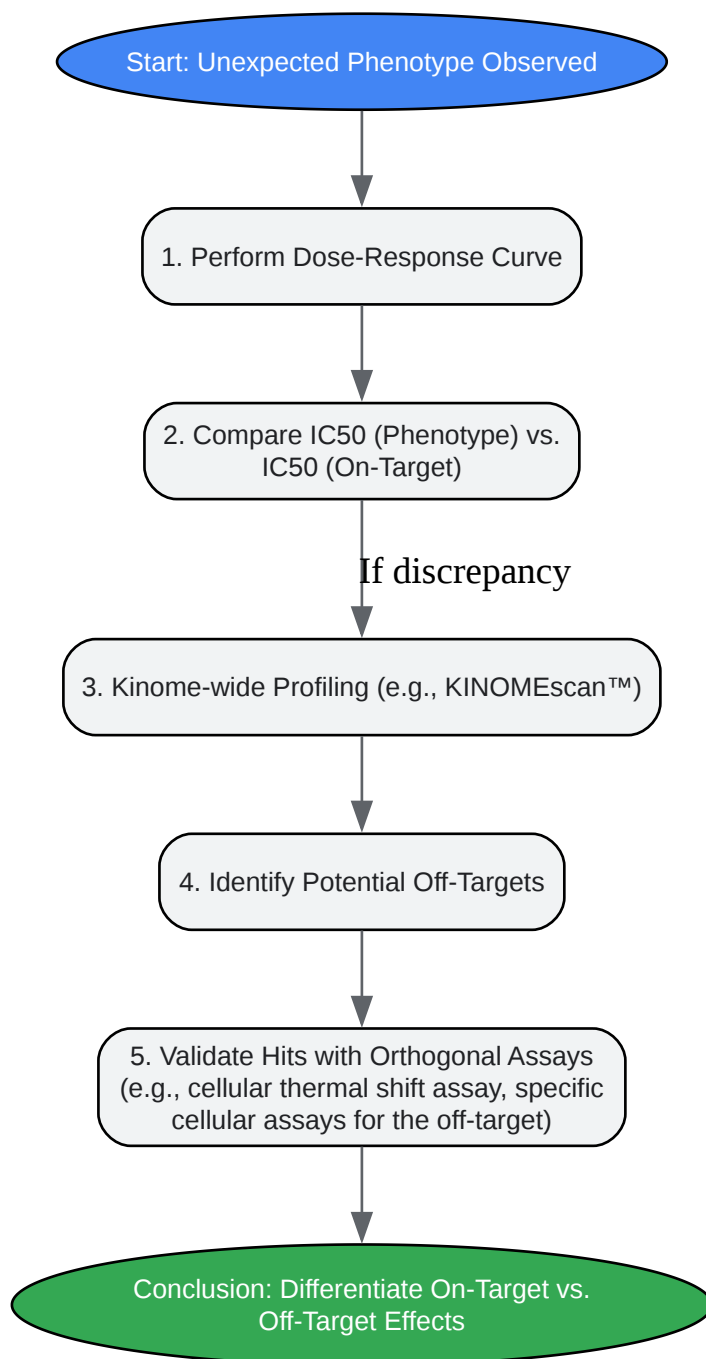 Start: Unexpected Phenotype Observed
1. Perform Dose-Response Curve
2. Compare IC50 (Phenotype) vs.
IC50 (On-Target)
If discrepancy
3. Kinome-wide Profiling (e.g., KINOMEscan™)
4. Identify Potential Off-Targets
5. Validate Hits with Orthogonal Assays
(e.g., cellular thermal shift assay, specific
cellular assays for the off-target)
Conclusion: Differentiate On-Target vs.
Off-Target Effects